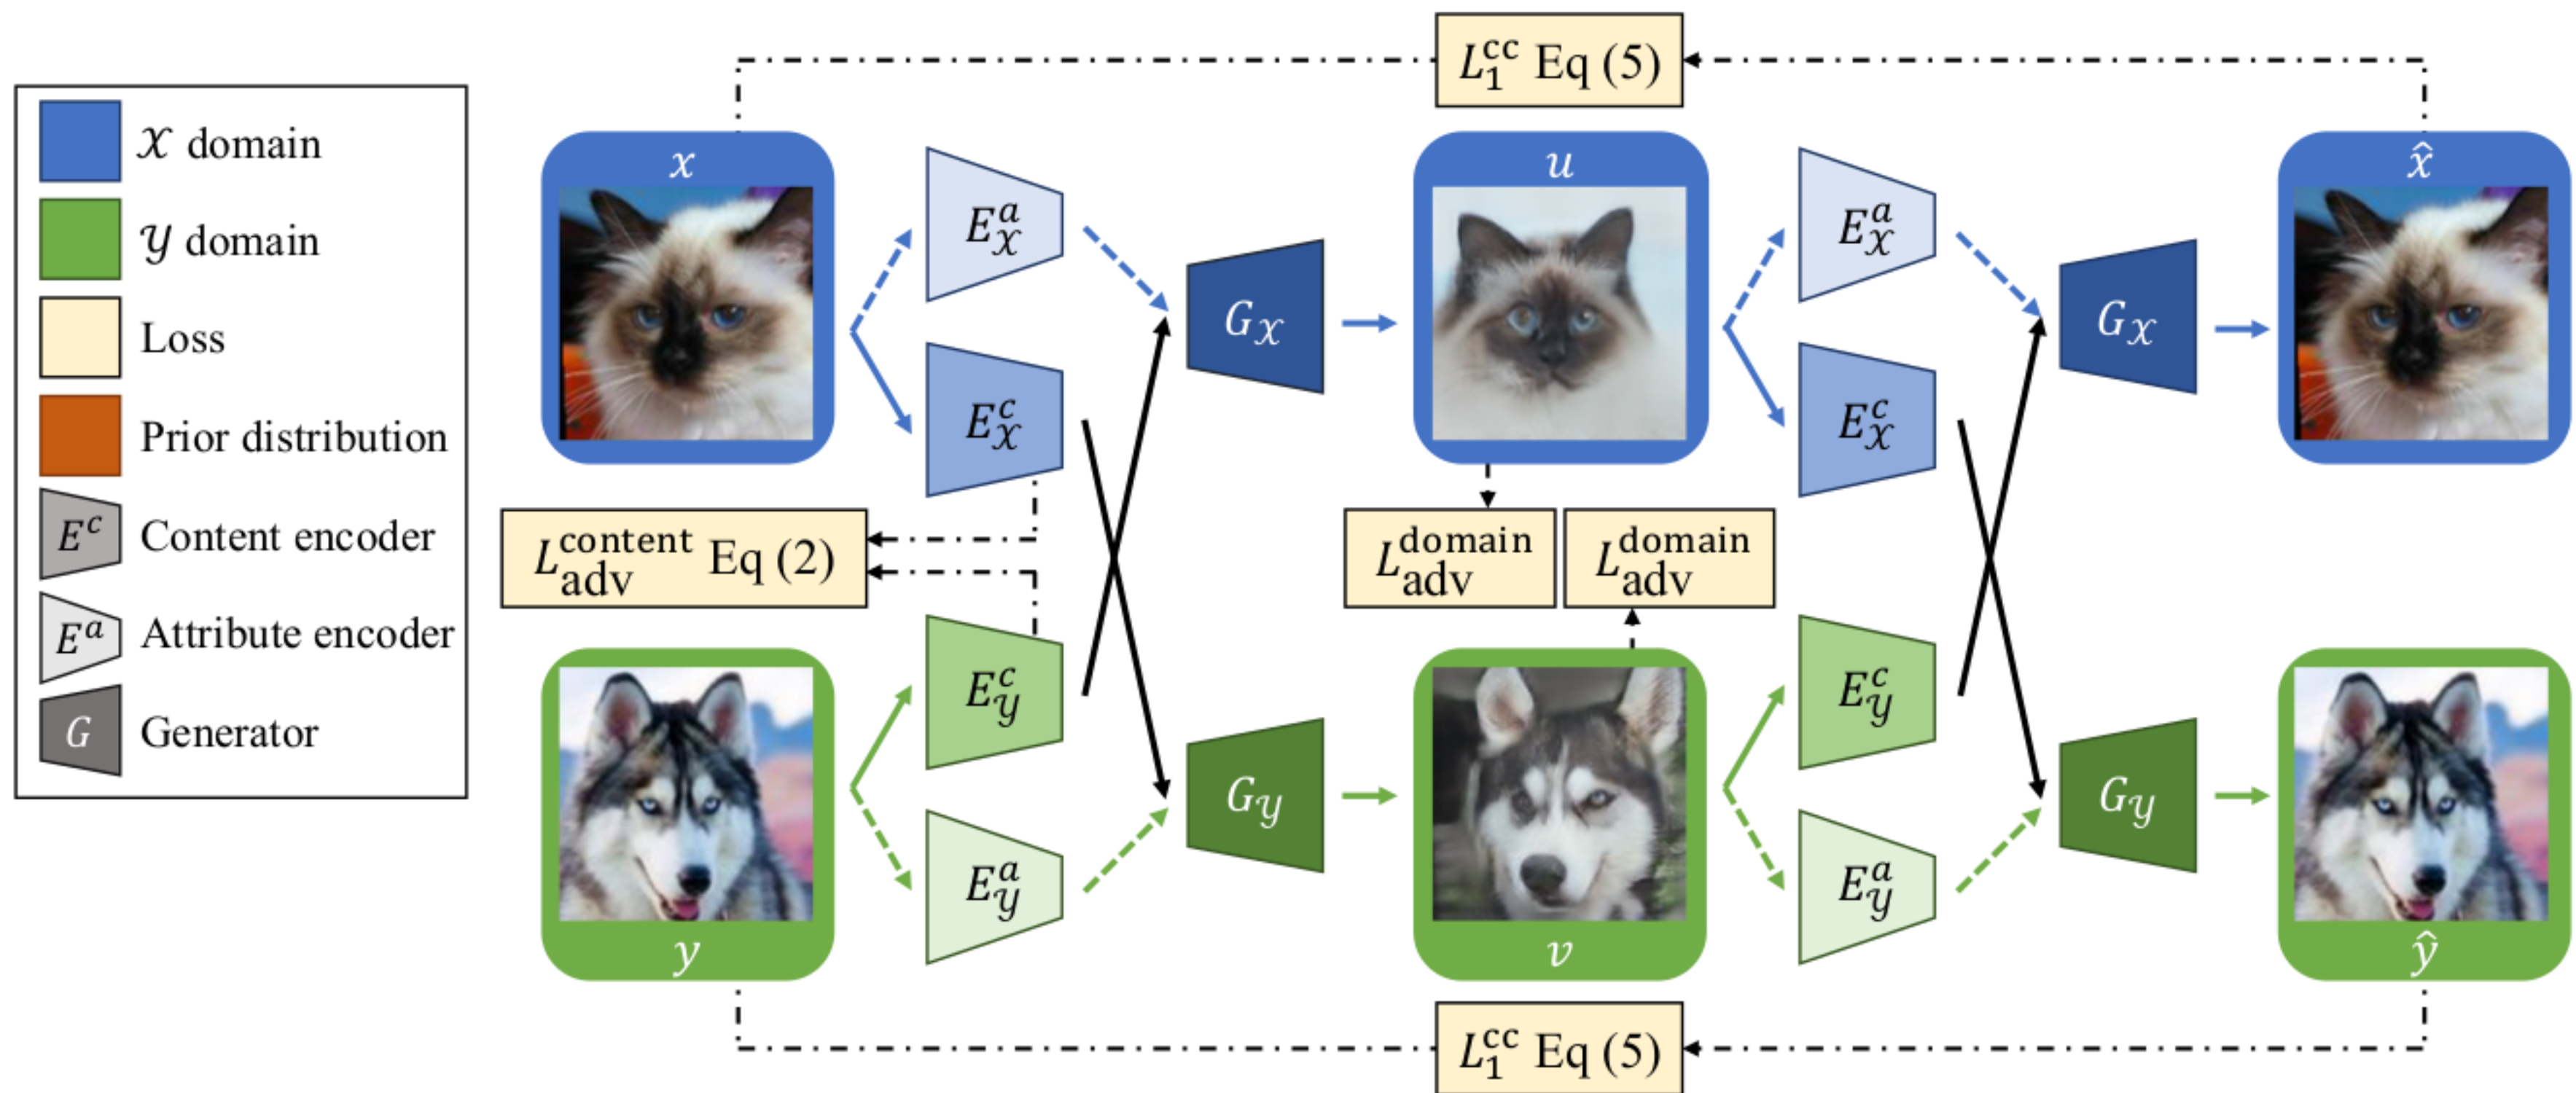 𝒳 domain
𝒴 domain
Loss
Prior distribution
E^c Content encoder
E^a Attribute encoder
G Generator
L_1^cc Eq (5)
x
E_𝒳^a
E_𝒳^c
G_𝒳
u
E_𝒳^a
E_𝒳^c
G_𝒳
x̂
L_adv^content Eq (2)
L_adv^domain
L_adv^domain
y
E_𝒴^c
E_𝒴^a
G_𝒴
v
E_𝒴^c
E_𝒴^a
G_𝒴
ŷ
L_1^cc Eq (5)